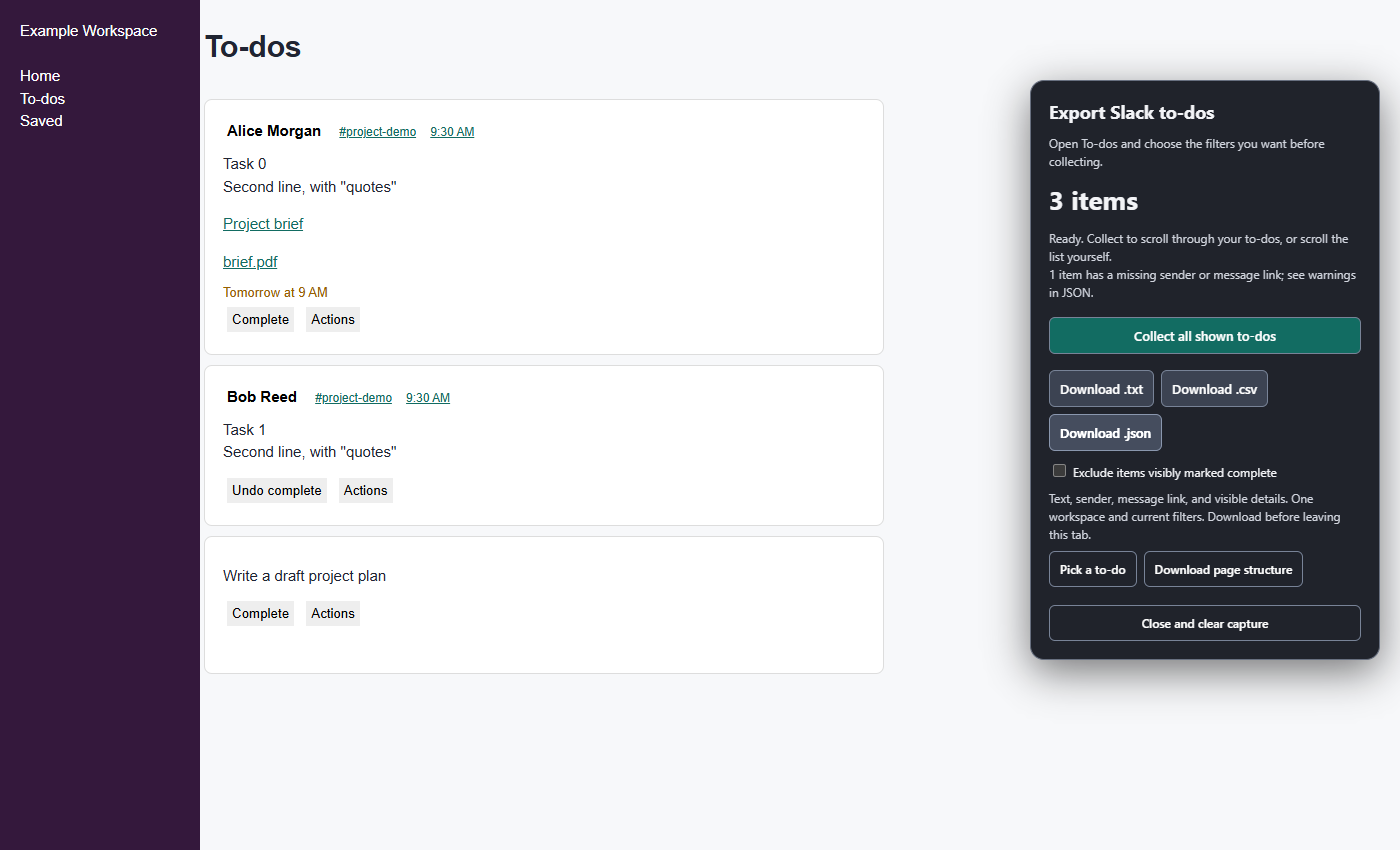 Example Workspace
Home
To-dos
Saved
To-dos
Alice Morgan #project-demo 9:30 AM
Task 0
Second line, with "quotes"
Project brief
brief.pdf
Tomorrow at 9 AM
Complete Actions
Bob Reed #project-demo 9:30 AM
Task 1
Second line, with "quotes"
Undo complete Actions
Write a draft project plan
Complete Actions
Export Slack to-dos
Open To-dos and choose the filters you want before
collecting.
3 items
Ready. Collect to scroll through your to-dos, or scroll the
list yourself.
1 item has a missing sender or message link; see warnings
in JSON.
Collect all shown to-dos
Download .txt Download .csv
Download .json
Exclude items visibly marked complete
Text, sender, message link, and visible details. One
workspace and current filters. Download before leaving
this tab.
Pick a to-do Download page structure
Close and clear capture